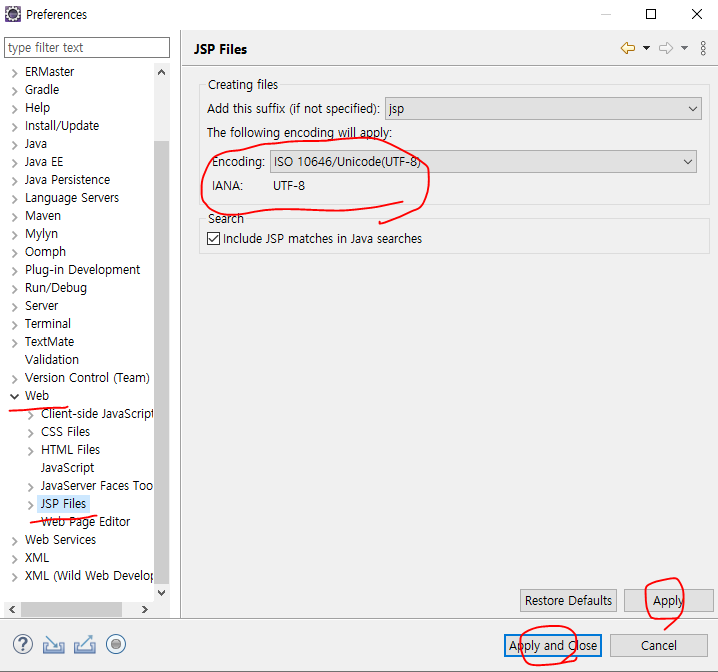 Preferences
type filter text
ERMaster
Gradle
Help
Install/Update
Java
Java EE
Java Persistence
Language Servers
Maven
Mylyn
Oomph
Plug-in Development
Run/Debug
Server
Terminal
TextMate
Validation
Version Control (Team)
Web
Client-side JavaScript
CSS Files
HTML Files
JavaScript
JavaServer Faces Too
JSP Files
Web Page Editor
Web Services
XML
XML (Wild Web Develop
JSP Files
Creating files
Add this suffix (if not specified): jsp
The following encoding will apply:
Encoding: ISO 10646/Unicode(UTF-8)
IANA: UTF-8
Search
Include JSP matches in Java searches
Restore Defaults Apply
? Apply and Close Cancel